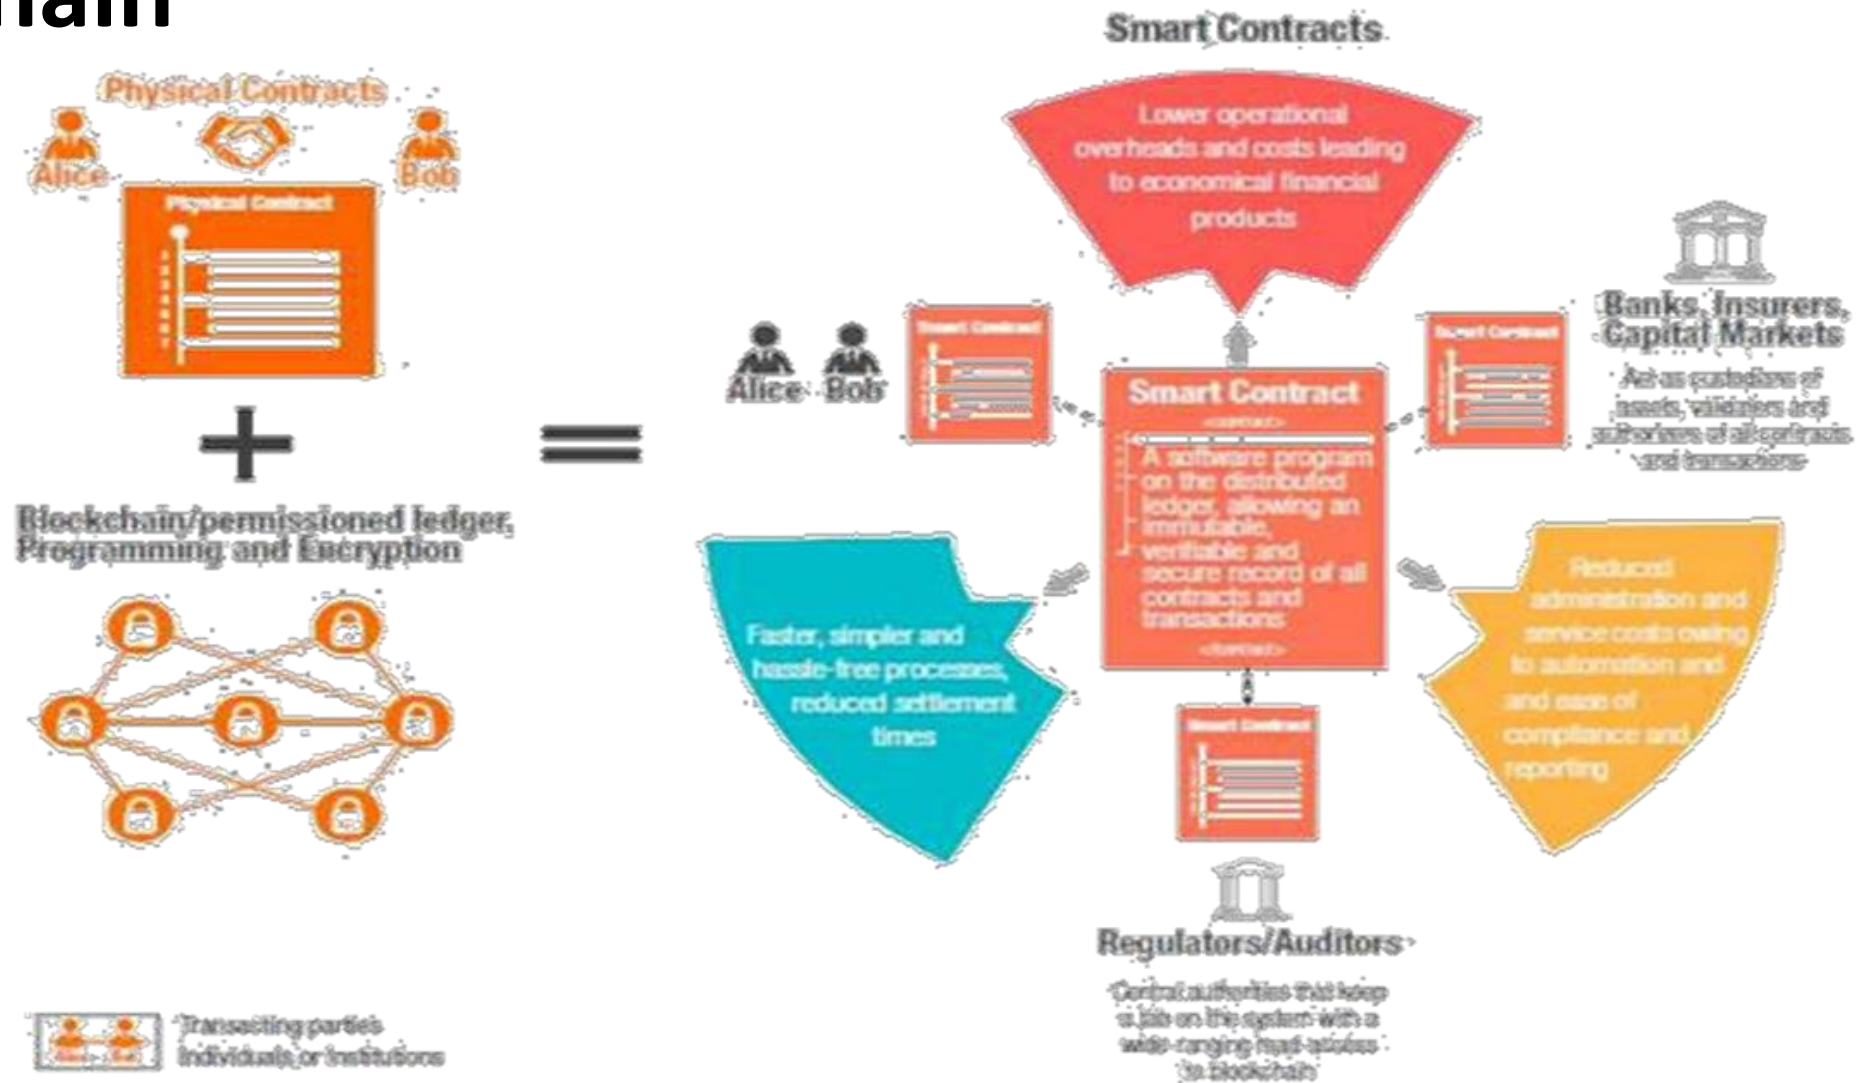 hain
Physical Contracts
Alice
Bob
Physical Contract
Blockchain/permissioned ledger,
Programming and Encryption
Transacting parties
Individuals or Institutions
Smart Contracts
Lower operational
overheads and costs leading
to economical financial
products
Alice Bob
Smart Contract
Smart Contract
<contract>
A software program
on the distributed
ledger, allowing an
immutable,
verifiable and
secure record of all
contracts and
transactions
Smart Contract
Banks, Insurers,
Capital Markets
Act as custodians of
assets, validators and
authorizers of all contracts
and transactions
Faster, simpler and
hassle-free processes,
reduced settlement
times
Reduced
administration and
service costs owing
to automation and
and ease of
compliance and
reporting
Smart Contract
Regulators/Auditors
Central authorities that keep
a tab on the system with a
wide-ranging read-access
to blockchain